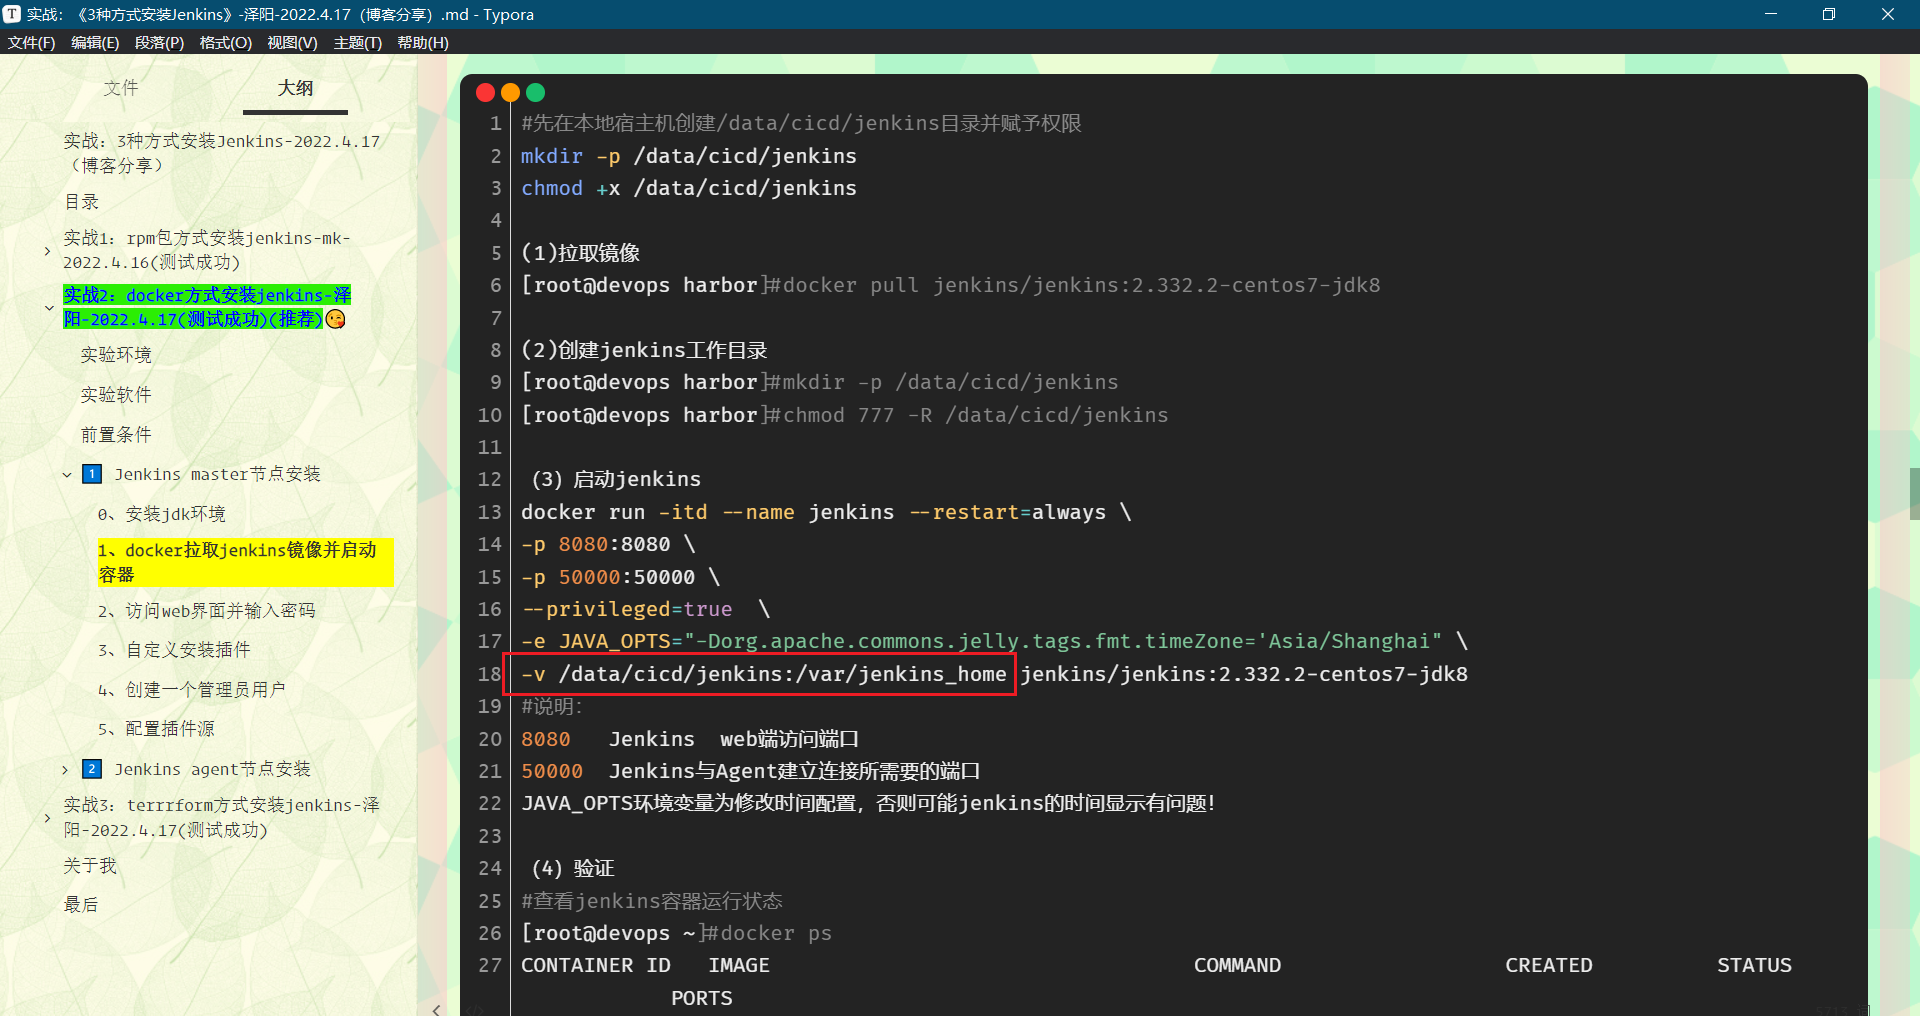 实战：《3种方式安装Jenkins》-泽阳-2022.4.17（博客分享）.md - Typora
文件(F) 编辑(E) 段落(P) 格式(O) 视图(V) 主题(T) 帮助(H)
文件 大纲
实战：3种方式安装Jenkins-2022.4.17
（博客分享）
目录
实战1：rpm包方式安装jenkins-mk-
2022.4.16(测试成功)
实战2：docker方式安装jenkins-泽
阳-2022.4.17(测试成功)(推荐)😘
实验环境
实验软件
前置条件
1 Jenkins master节点安装
0、安装jdk环境
1、docker拉取jenkins镜像并启动
容器
2、访问web界面并输入密码
3、自定义安装插件
4、创建一个管理员用户
5、配置插件源
2 Jenkins agent节点安装
实战3：terrrform方式安装jenkins-泽
阳-2022.4.17(测试成功)
关于我
最后
1 #先在本地宿主机创建/data/cicd/jenkins目录并赋予权限
2 mkdir -p /data/cicd/jenkins
3 chmod +x /data/cicd/jenkins
4
5 (1)拉取镜像
6 [root@devops harbor]#docker pull jenkins/jenkins:2.332.2-centos7-jdk8
7
8 (2)创建jenkins工作目录
9 [root@devops harbor]#mkdir -p /data/cicd/jenkins
10 [root@devops harbor]#chmod 777 -R /data/cicd/jenkins
11
12 （3）启动jenkins
13 docker run -itd --name jenkins --restart=always \
14 -p 8080:8080 \
15 -p 50000:50000 \
16 --privileged=true  \
17 -e JAVA_OPTS="-Dorg.apache.commons.jelly.tags.fmt.timeZone='Asia/Shanghai" \
18 -v /data/cicd/jenkins:/var/jenkins_home jenkins/jenkins:2.332.2-centos7-jdk8
19 #说明：
20 8080   Jenkins  web端访问端口
21 50000  Jenkins与Agent建立连接所需要的端口
22 JAVA_OPTS环境变量为修改时间配置，否则可能jenkins的时间显示有问题！
23
24 （4）验证
25 #查看jenkins容器运行状态
26 [root@devops ~]#docker ps
27 CONTAINER ID   IMAGE                                  COMMAND                  CREATED          STATUS
PORTS